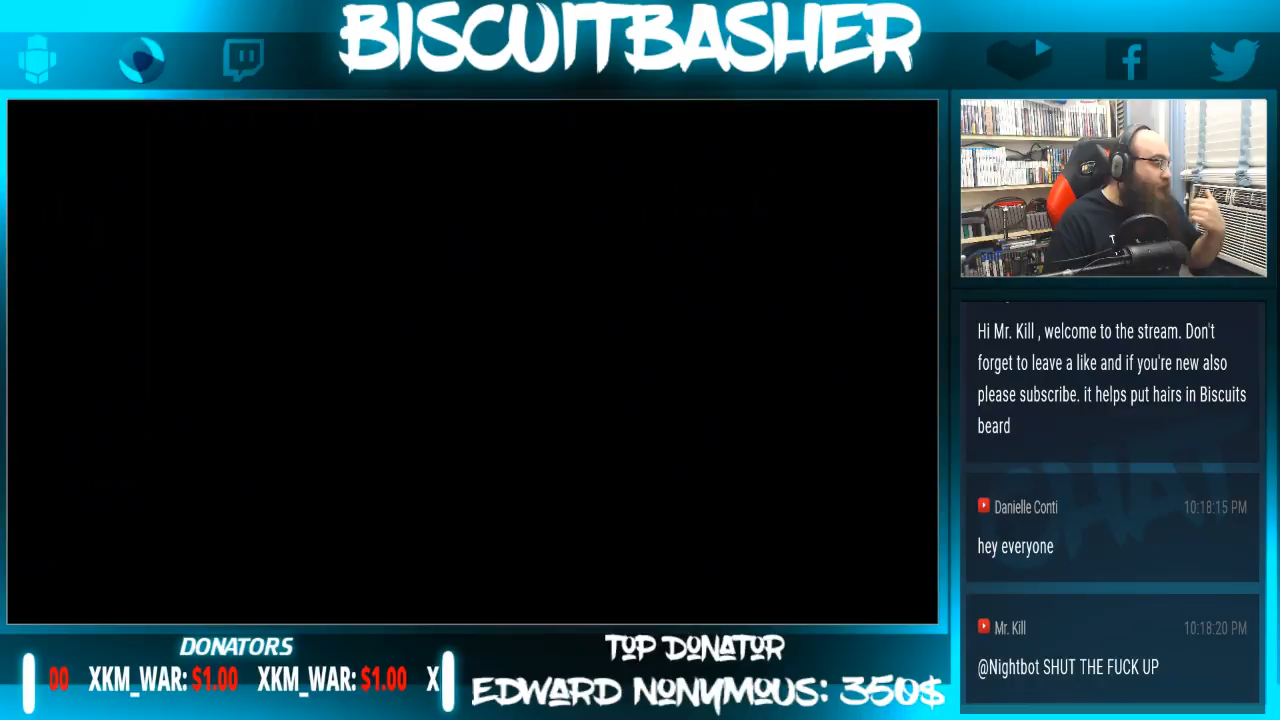 BISCUITBASHER
Hi Mr. Kill , welcome to the stream. Don't
forget to leave a like and if you're new also
please subscribe. it helps put hairs in Biscuits
beard
Danielle Conti 10:18:15 PM
hey everyone
Mr. Kill 10:18:20 PM
@Nightbot SHUT THE FUCK UP
CHAT
DONATORS
00 XKM_WAR: $1.00 XKM_WAR: $1.00 X
TOP DONATOR
EDWARD NONYMOUS: 350$